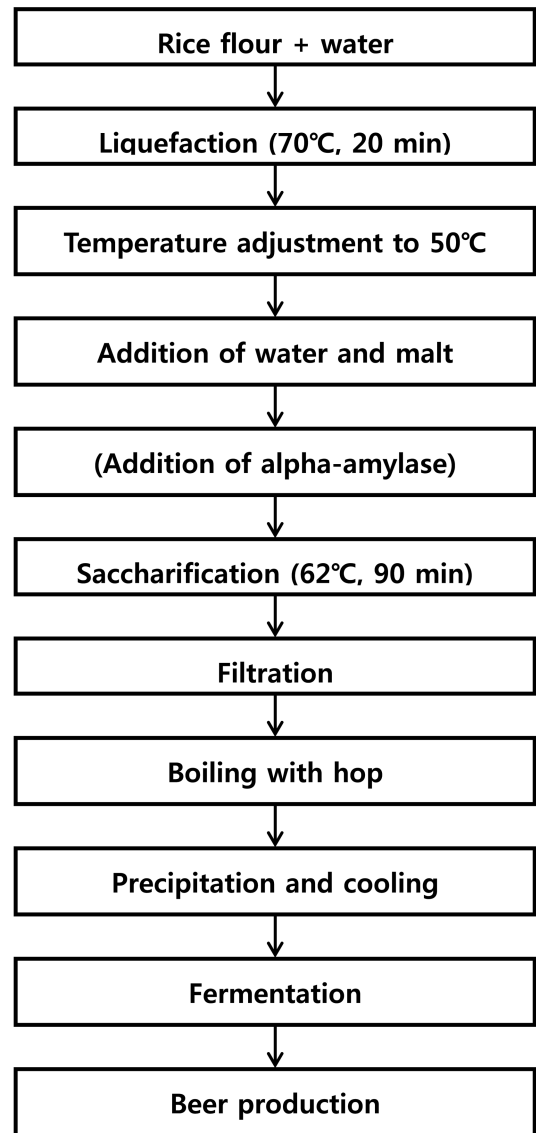 Rice flour + water
Liquefaction (70℃, 20 min)
Temperature adjustment to 50℃
Addition of water and malt
(Addition of alpha-amylase)
Saccharification (62℃, 90 min)
Filtration
Boiling with hop
Precipitation and cooling
Fermentation
Beer production